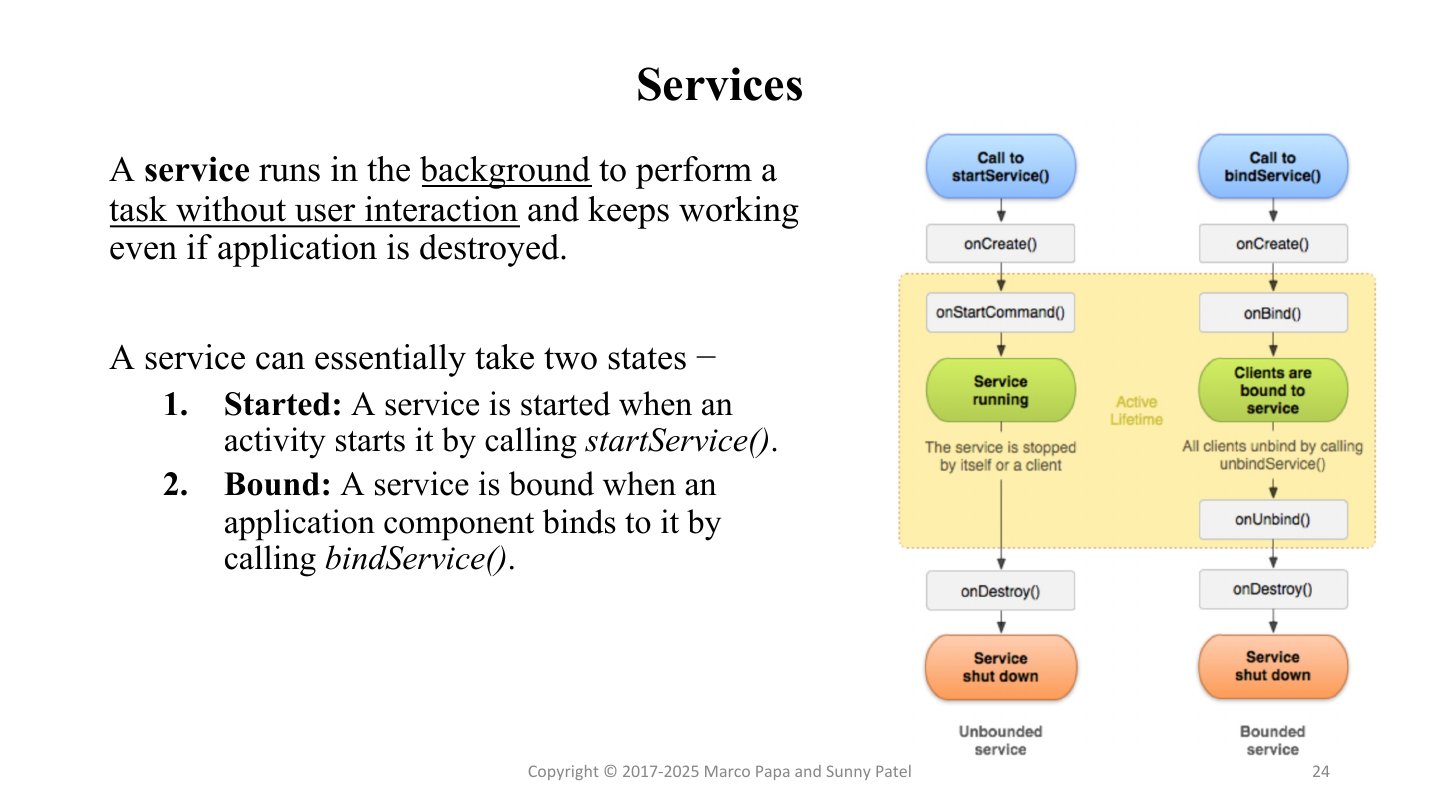 Services
A service runs in the background to perform a
task without user interaction and keeps working
even if application is destroyed.
A service can essentially take two states −
1. Started: A service is started when an
activity starts it by calling startService().
2. Bound: A service is bound when an
application component binds to it by
calling bindService().
Call to
startService()
onCreate()
onStartCommand()
Service
running
The service is stopped
by itself or a client
onDestroy()
Service
shut down
Unbounded
service
Active
Lifetime
Call to
bindService()
onCreate()
onBind()
Clients are
bound to
service
All clients unbind by calling
unbindService()
onUnbind()
onDestroy()
Service
shut down
Bounded
service
Copyright © 2017-2025 Marco Papa and Sunny Patel
24